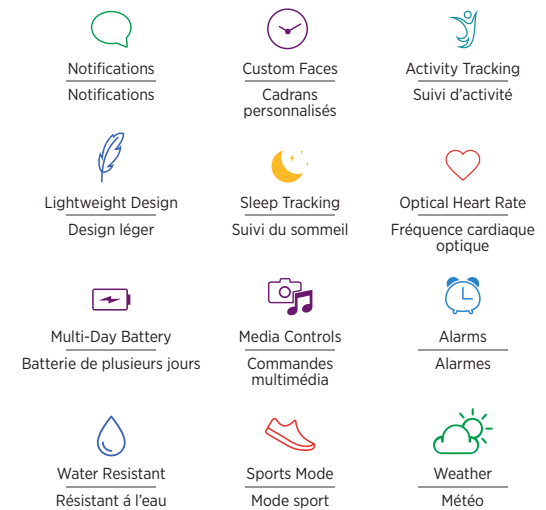 Notifications
Notifications
Custom Faces
Cadrans
personnalisés
Activity Tracking
Suivi d'activité
Lightweight Design
Design léger
Sleep Tracking
Suivi du sommeil
Optical Heart Rate
Fréquence cardiaque
optique
Multi-Day Battery
Batterie de plusieurs jours
Media Controls
Commandes
multimédia
Alarms
Alarmes
Water Resistant
Résistant á l'eau
Sports Mode
Mode sport
Weather
Météo